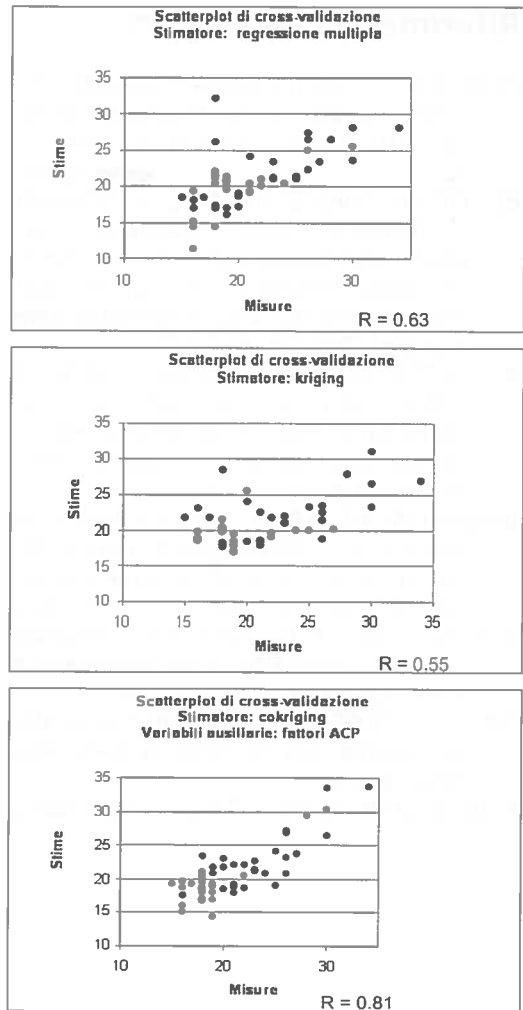 Scatterplot di cross-validazione
Stimatore: regressione multipla
35
30
25
20
15
10
Stime
10
20
30
Misure
R = 0.63
Scatterplot di cross-validazione
Stimatore: kriging
35
30
25
20
15
10
Stime
10
15
20
25
30
35
Misure
R = 0.55
Scatterplot di cross-validazione
Stimatore: cokriging
Variabili ausiliarie: fattori ACP
35
30
25
20
15
10
Stime
10
20
30
Misure
R = 0.81